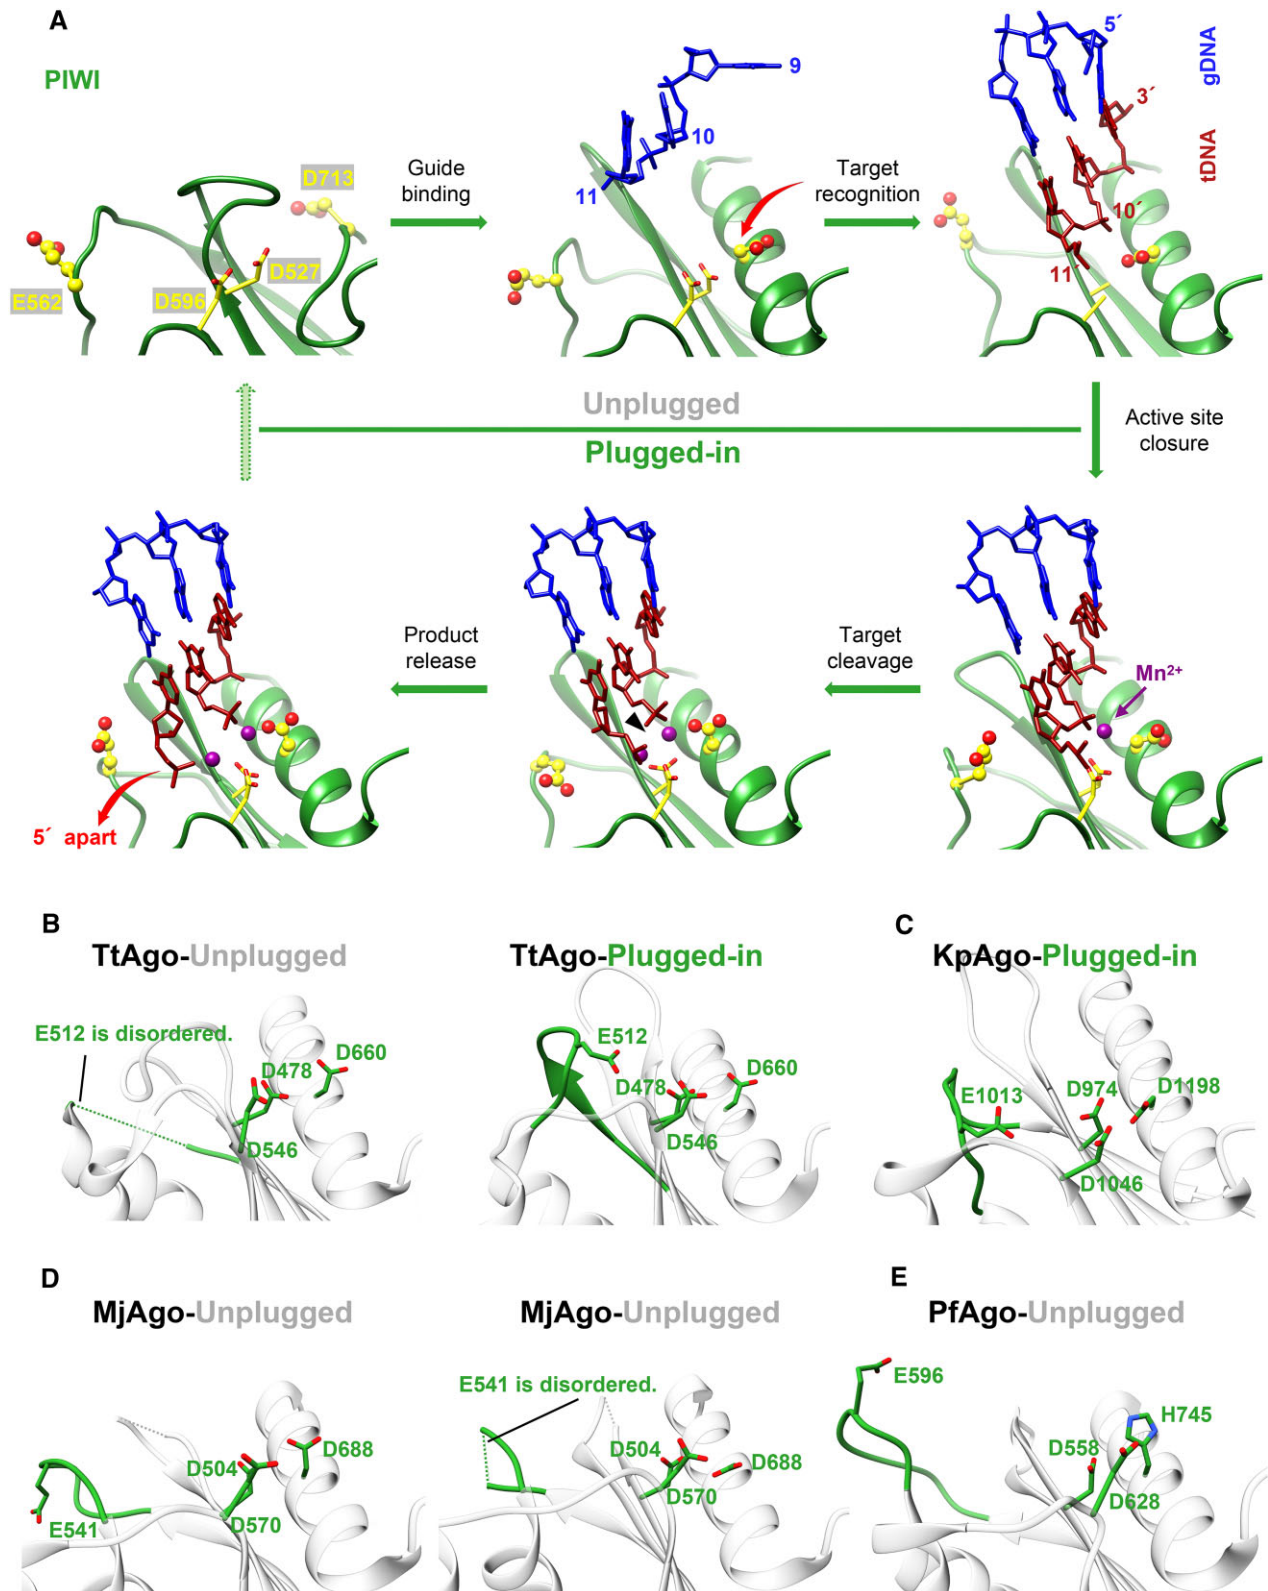 A
PIWI
D713
D527
E562
D596
Guide
binding
9
10
11
Target
recognition
5´
gDNA
3´
tDNA
10´
11´
Unplugged
Plugged-in
Active site
closure
Product
release
Target
cleavage
Mn²⁺
5´ apart
B
TtAgo-Unplugged
E512 is disordered.
D478
D660
D546
TtAgo-Plugged-in
E512
D478
D660
D546
C
KpAgo-Plugged-in
E1013
D974
D1198
D1046
D
MjAgo-Unplugged
D688
D504
D570
E541
MjAgo-Unplugged
E541 is disordered.
D504
D688
D570
E
PfAgo-Unplugged
E596
H745
D558
D628